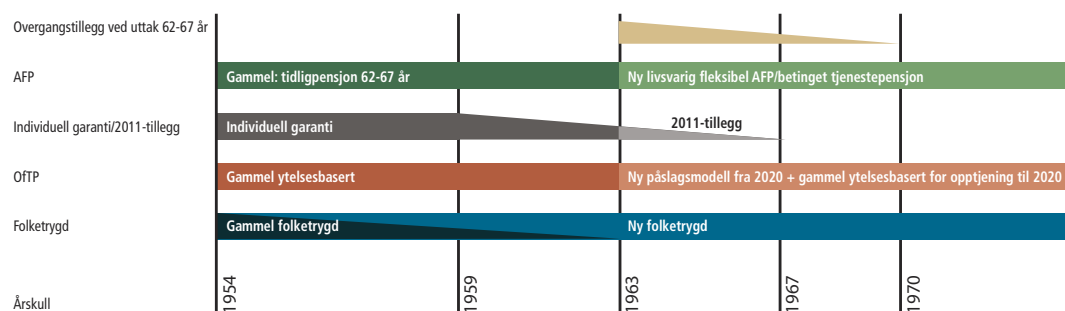 Overgangstillegg ved uttak 62-67 år
AFP
Gammel: tidligpensjon 62-67 år
Ny livsvarig fleksibel AFP/betinget tjenestepensjon
Individuell garanti/2011-tillegg
Individuell garanti
2011-tillegg
OfTP
Gammel ytelsesbasert
Ny påslagsmodell fra 2020 + gammel ytelsesbasert for opptjening til 2020
Folketrygd
Gammel folketrygd
Ny folketrygd
Årskull
1954
1959
1963
1967
1970